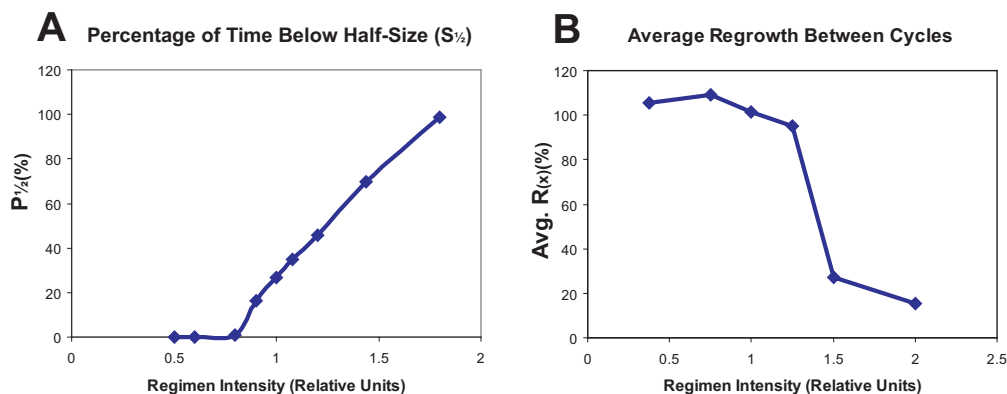 A Percentage of Time Below Half-Size (S½)
120
100
80
60
40
20
0
P½(%)
0 0.5 1 1.5 2
Regimen Intensity (Relative Units)
B Average Regrowth Between Cycles
120
100
80
60
40
20
0
Avg. R(x)(%)
0 0.5 1 1.5 2 2.5
Regimen Intensity (Relative Units)